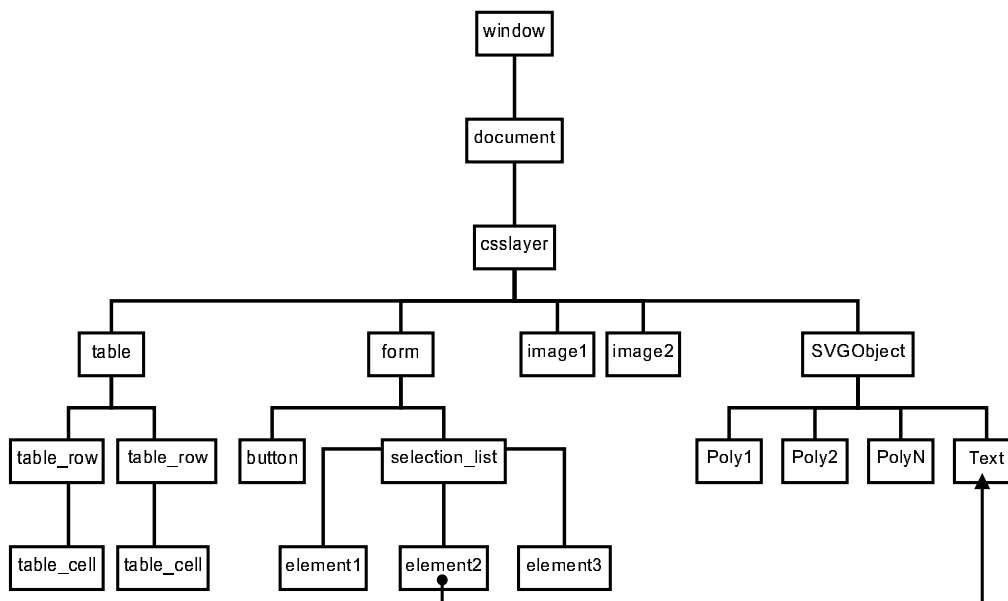 window
document
csslayer
table
form
image1
image2
SVGObject
table_row
table_row
button
selection_list
Poly1
Poly2
PolyN
Text
table_cell
table_cell
element1
element2
element3